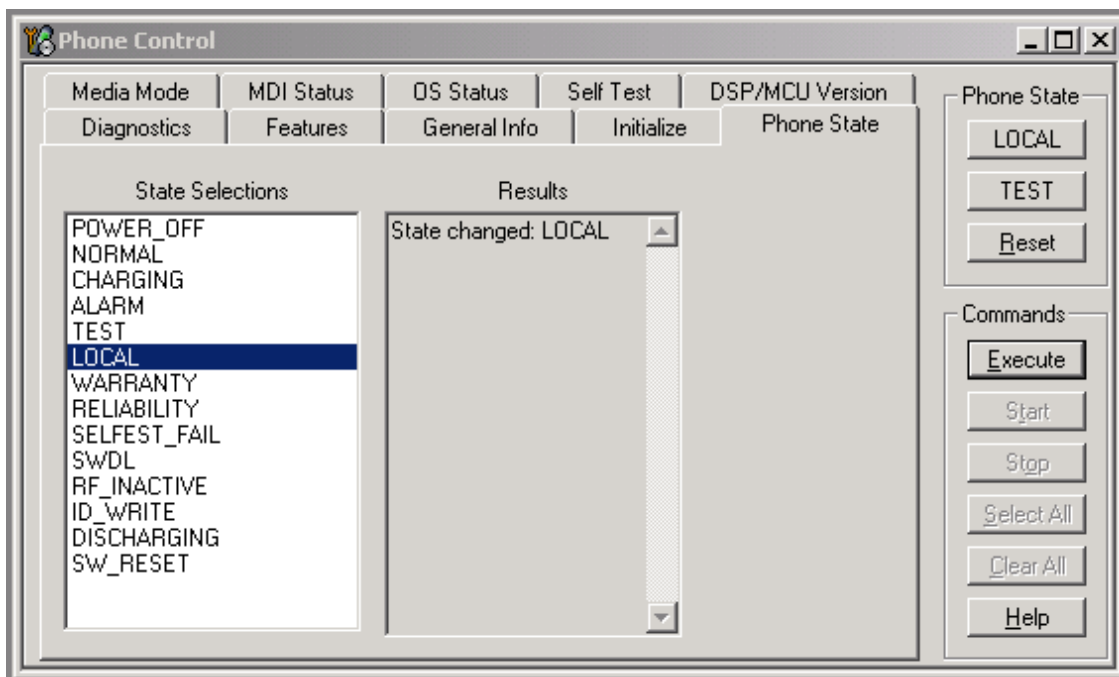 Phone Control
Media Mode MDI Status OS Status Self Test DSP/MCU Version
Diagnostics Features General Info Initialize Phone State
State Selections
POWER_OFF
NORMAL
CHARGING
ALARM
TEST
LOCAL
WARRANTY
RELIABILITY
SELFEST_FAIL
SWDL
RF_INACTIVE
ID_WRITE
DISCHARGING
SW_RESET
Results
State changed: LOCAL
Phone State
LOCAL
TEST
Reset
Commands
Execute
Start
Stop
Select All
Clear All
Help